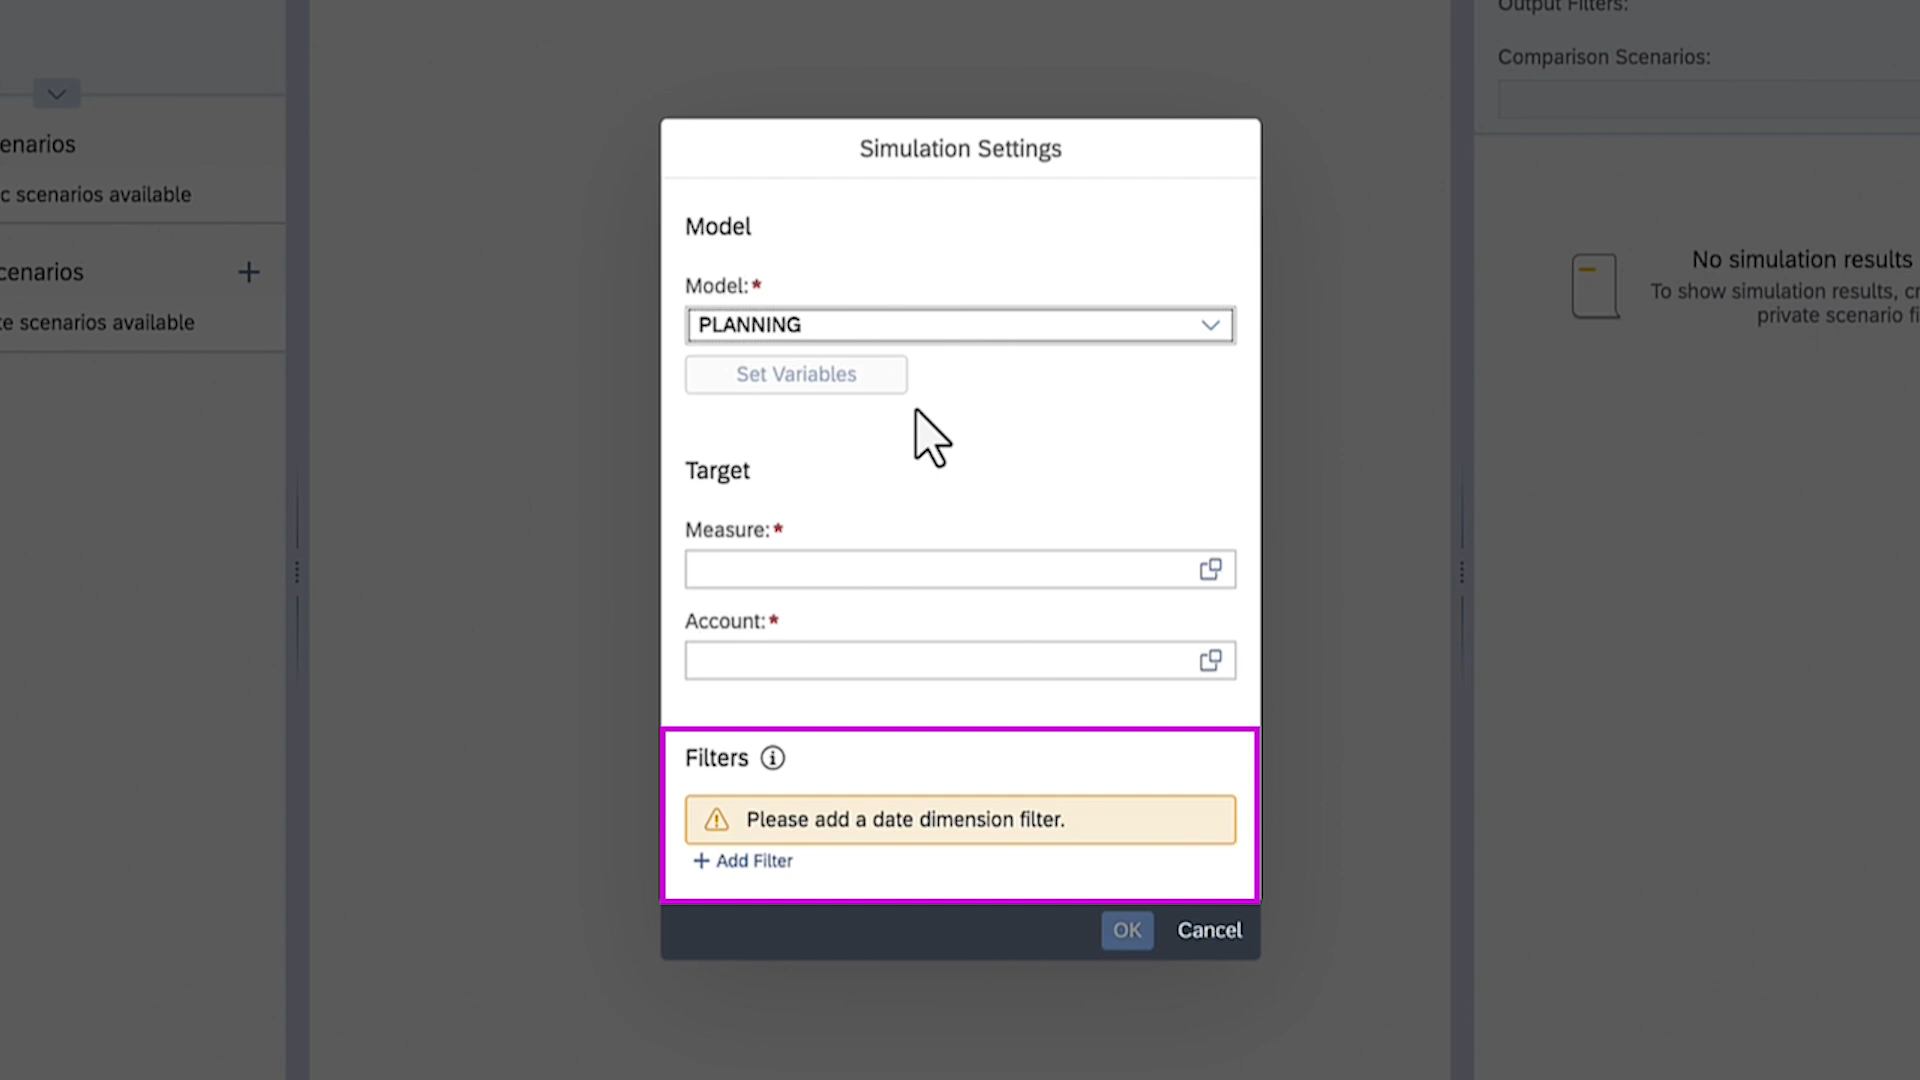 Output Filters:
Comparison Scenarios:
enarios
c scenarios available
cenarios
te scenarios available
Simulation Settings
Model
Model:*
PLANNING
Set Variables
Target
Measure:*
Account:*
Filters
Please add a date dimension filter.
+ Add Filter
OK
Cancel
No simulation results
To show simulation results, cr
private scenario fi